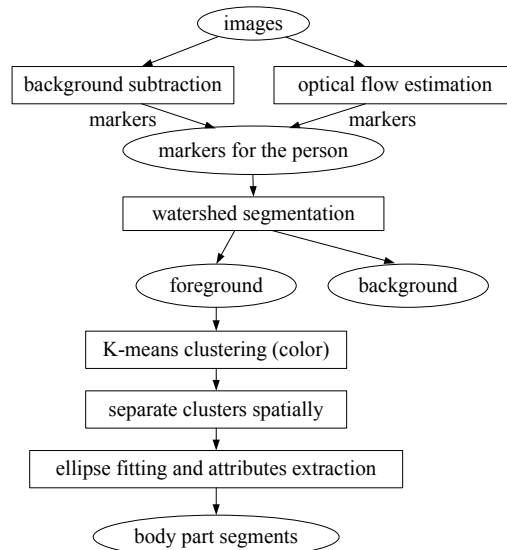 images
background subtraction
optical flow estimation
markers
markers
markers for the person
watershed segmentation
foreground
background
K-means clustering (color)
separate clusters spatially
ellipse fitting and attributes extraction
body part segments